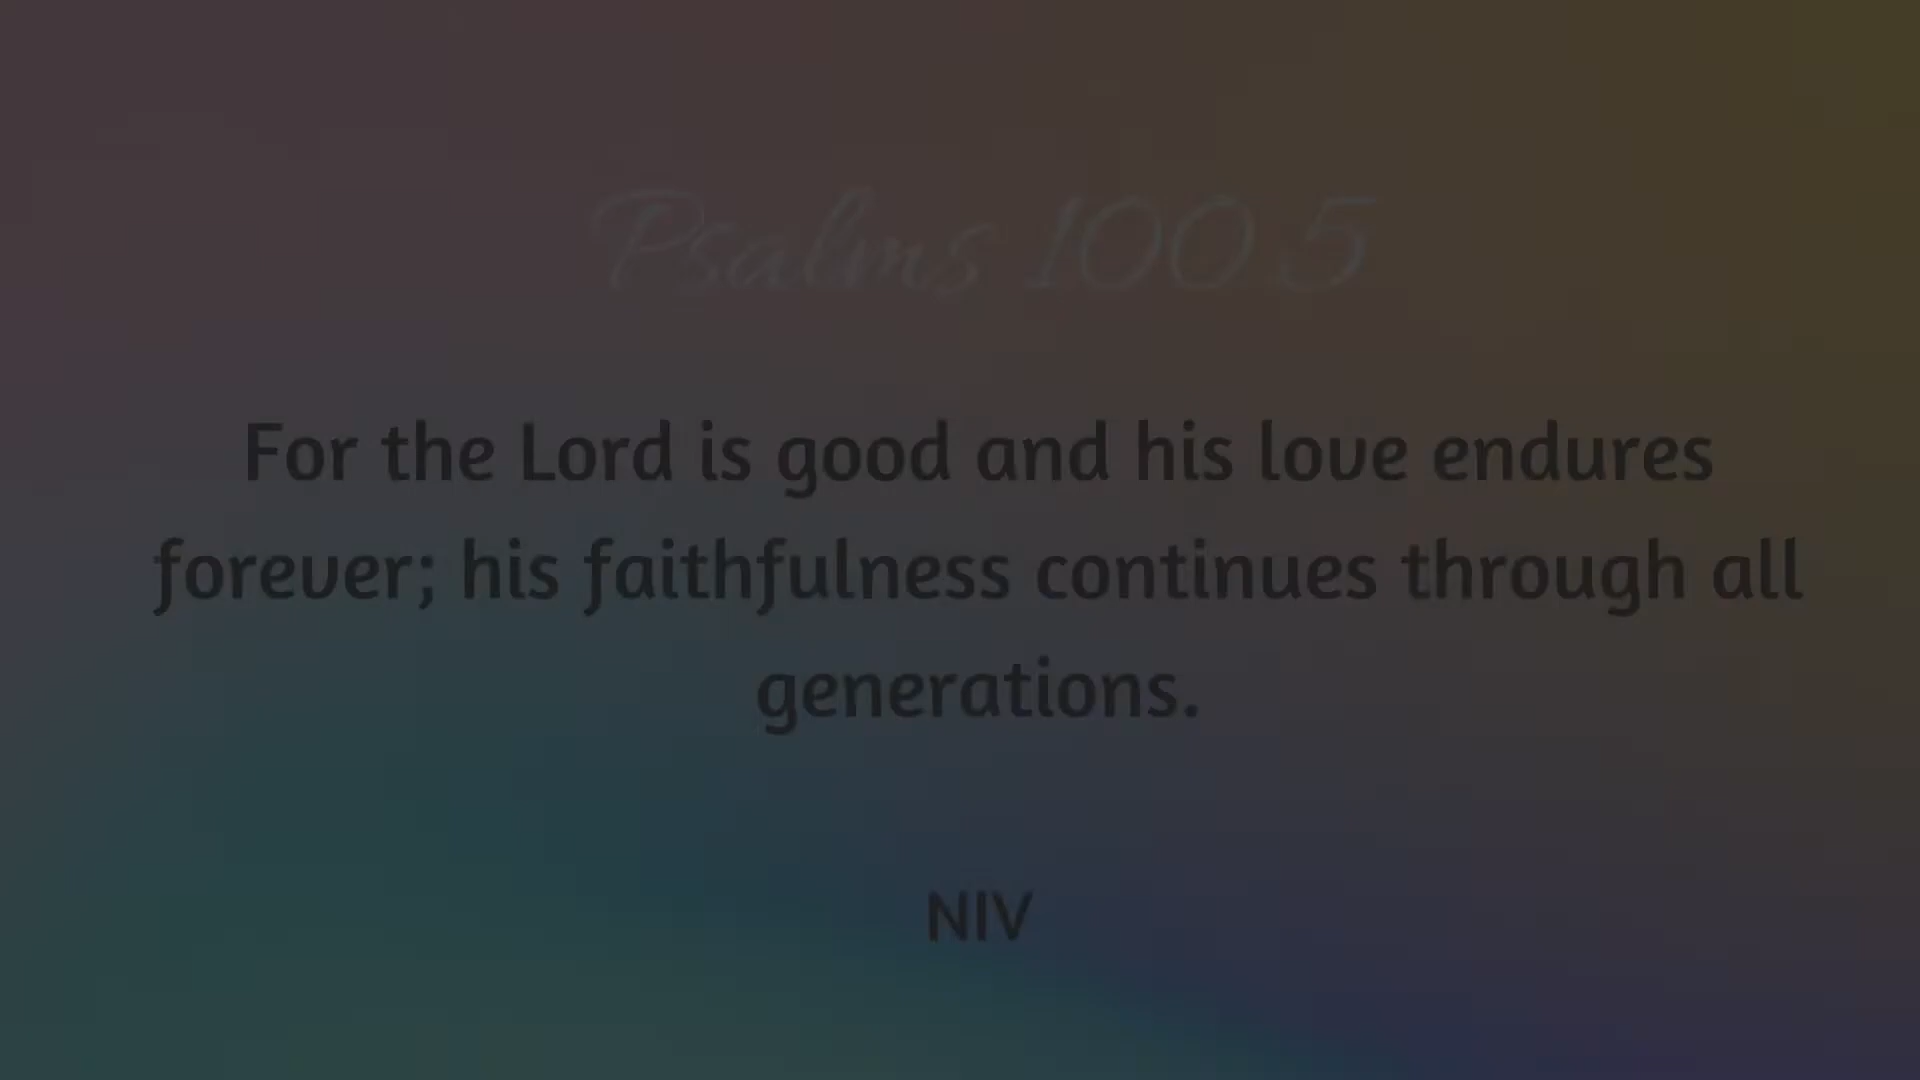 Psalms 100:5
For the Lord is good and his love endures
forever; his faithfulness continues through all
generations.
NIV